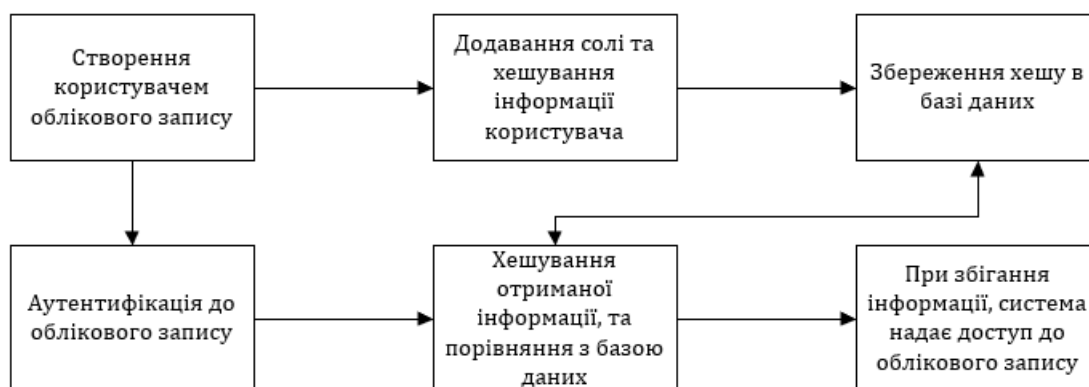 Створення
користувачем
облікового запису
Додавання солі та
хешування
інформації
користувача
Збереження хешу в
базі даних
Аутентифікація до
облікового запису
Хешування
отриманої
інформації, та
порівняння з базою
даних
При збігання
інформації, система
надає доступ до
облікового запису